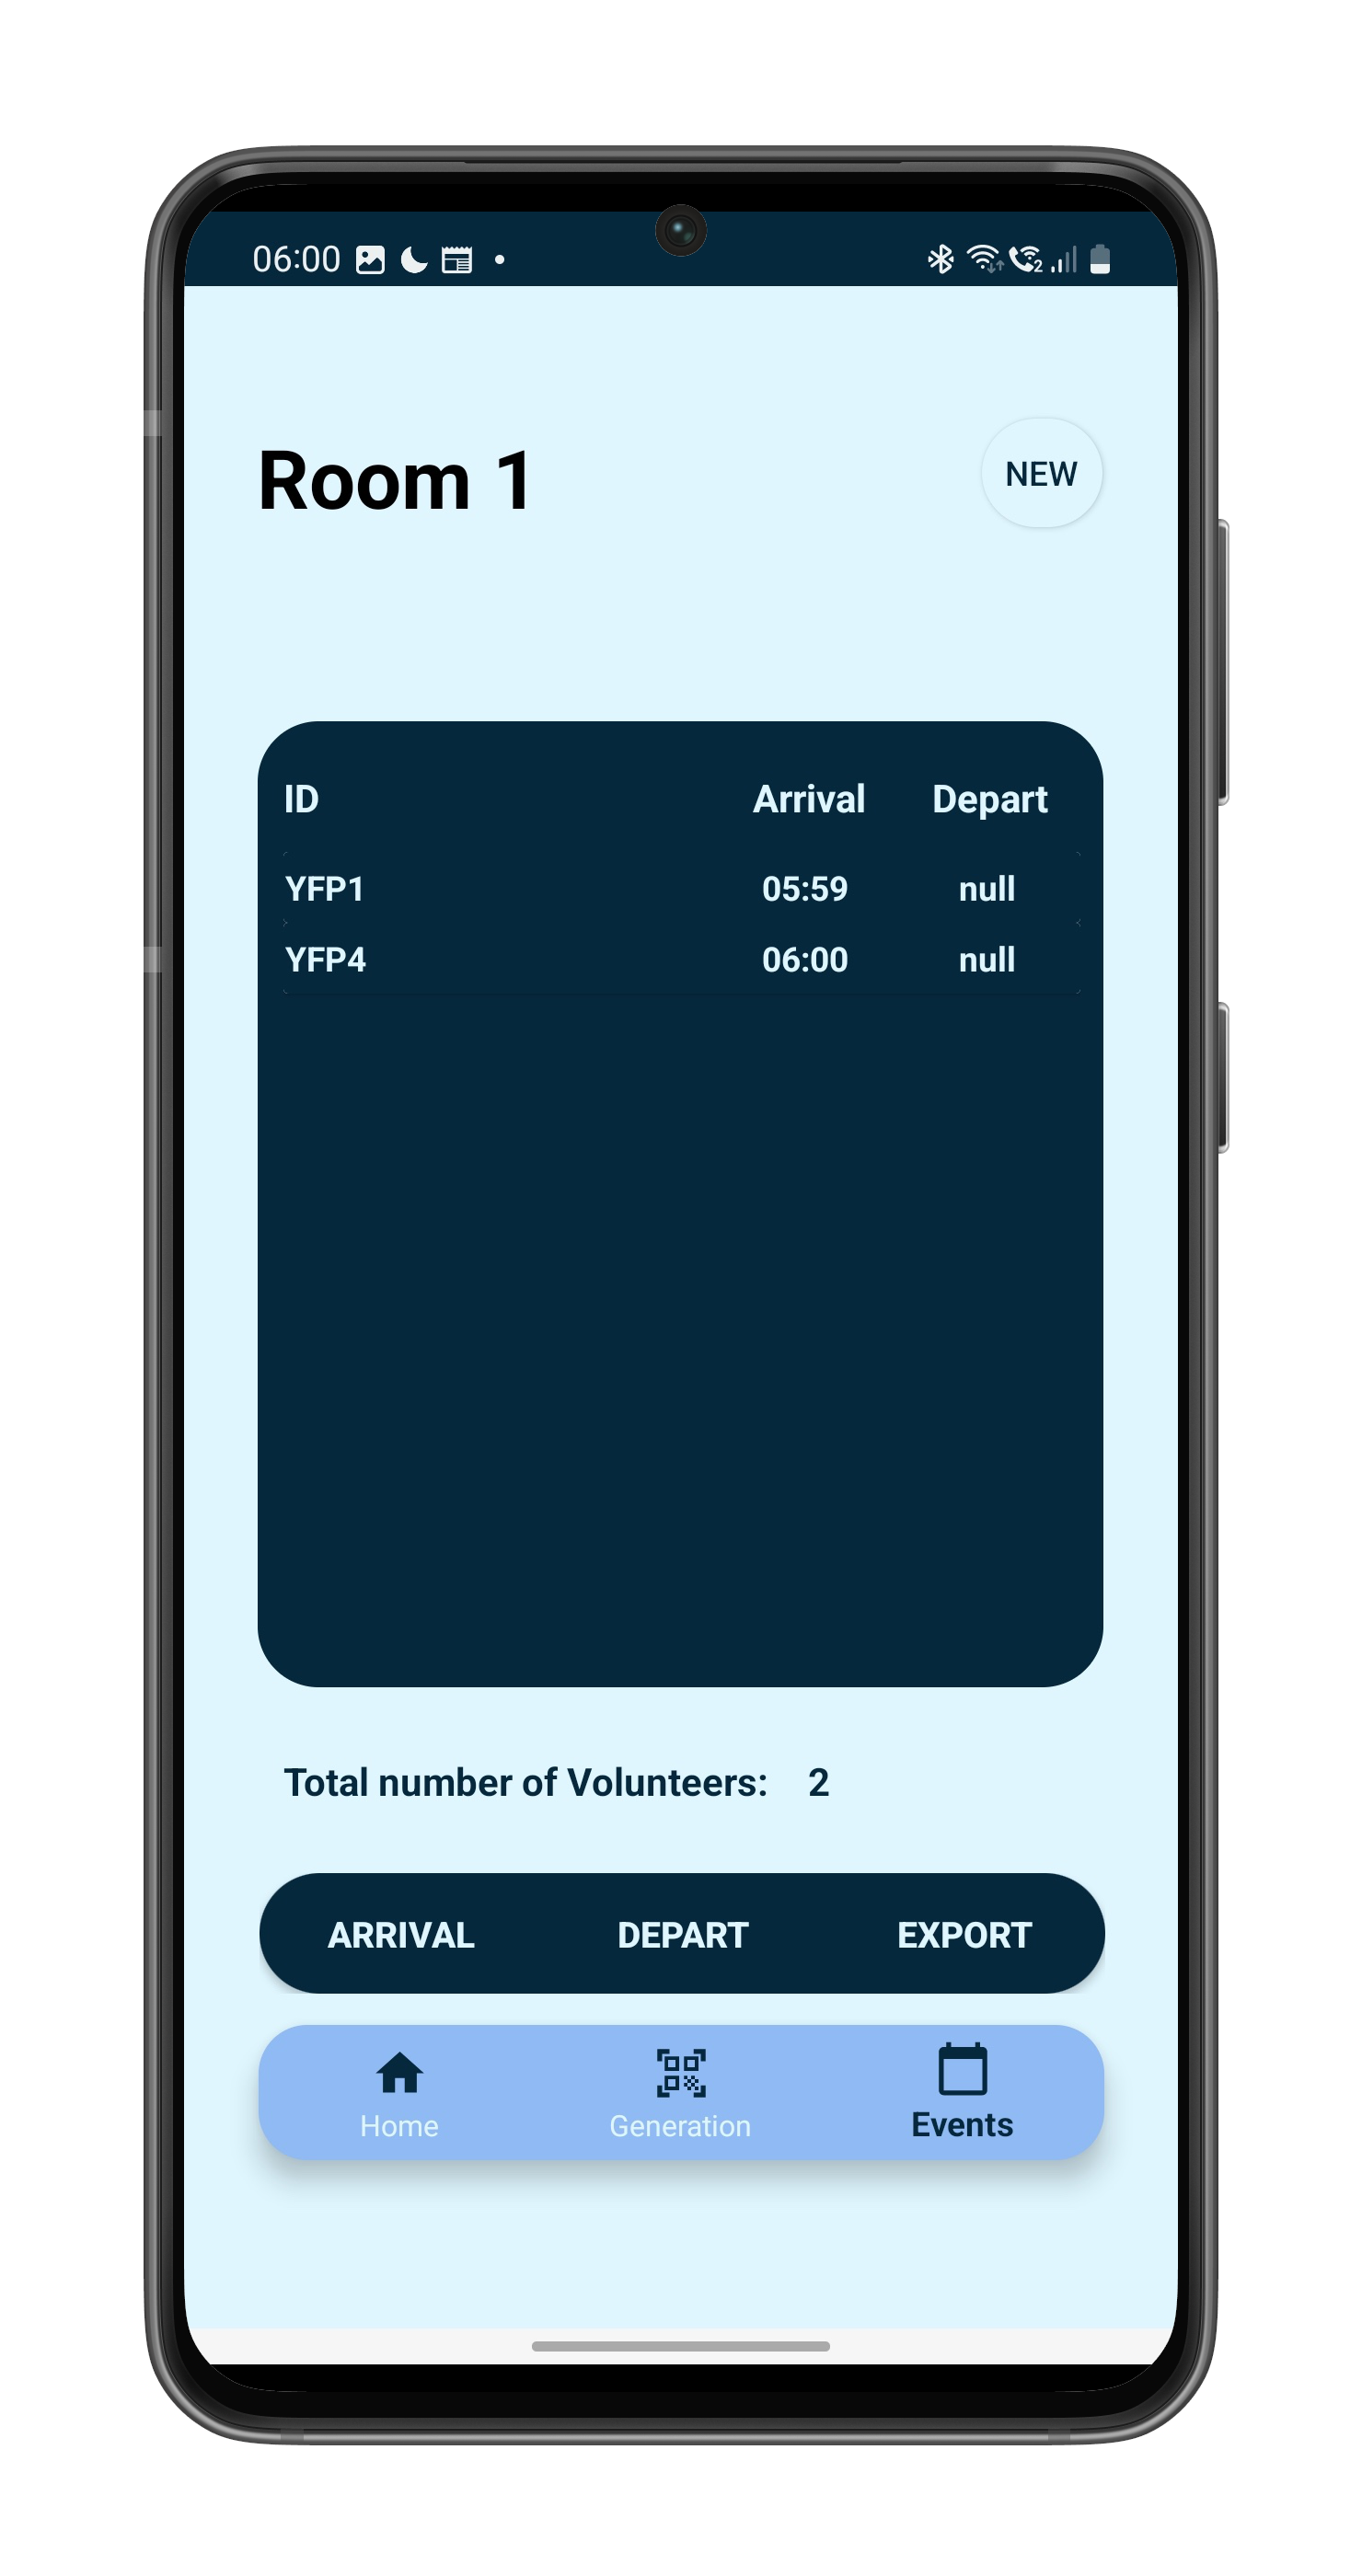 06:00
Room 1
NEW
ID Arrival Depart
YFP1 05:59 null
YFP4 06:00 null
Total number of Volunteers: 2
ARRIVAL DEPART EXPORT
Home Generation Events